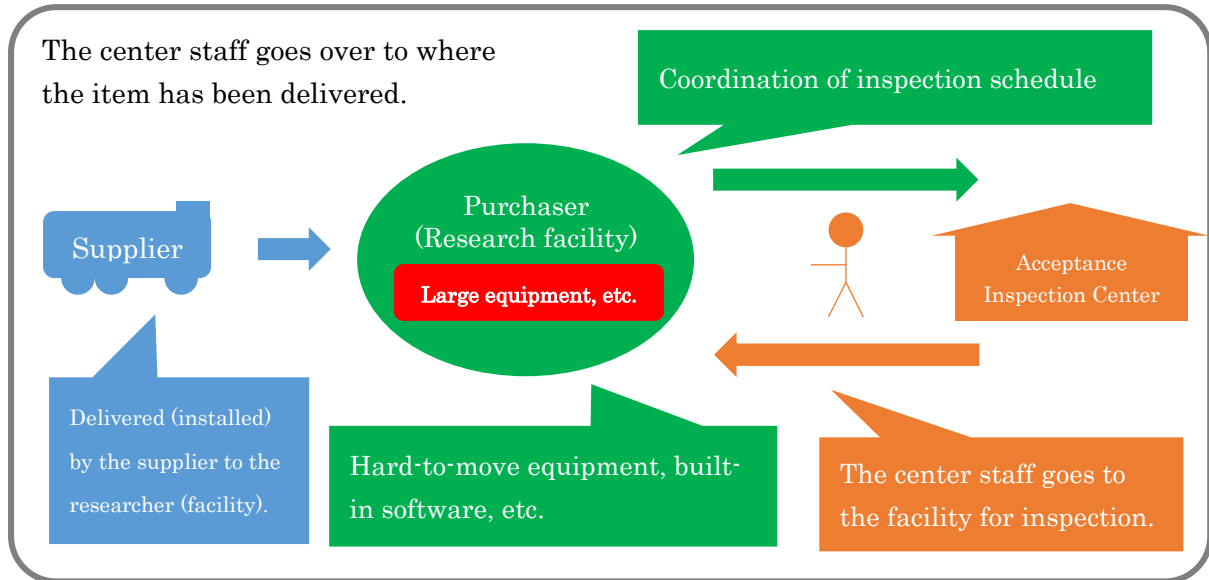 The center staff goes over to where
the item has been delivered.
Coordination of inspection schedule
Supplier
Purchaser
(Research facility)
Large equipment, etc.
Acceptance
Inspection Center
Delivered (installed)
by the supplier to the
researcher (facility).
Hard-to-move equipment, built-
in software, etc.
The center staff goes to
the facility for inspection.